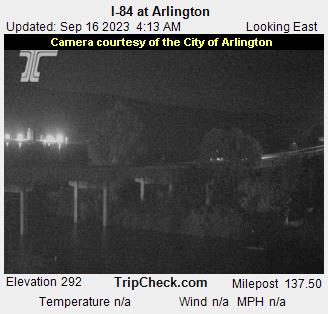 I-84 at Arlington
Updated: Sep 16 2023 4:13 AM Looking East
Camera courtesy of the City of Arlington
Elevation 292 TripCheck.com Milepost 137.50
Temperature n/a Wind n/a MPH n/a